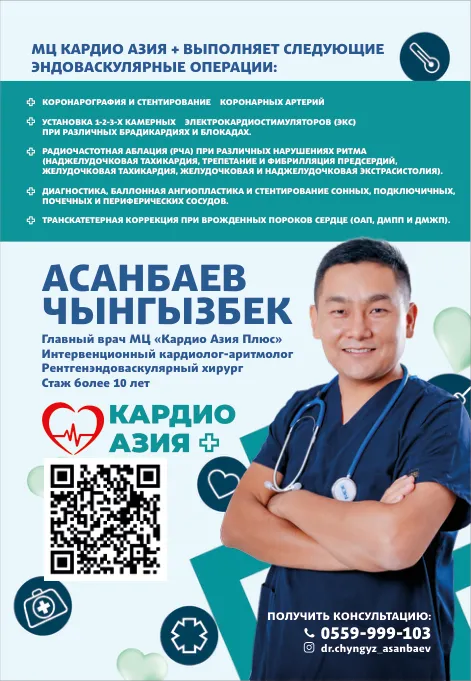 МЦ КАРДИО АЗИЯ + ВЫПОЛНЯЕТ СЛЕДУЮЩИЕ
ЭНДОВАСКУЛЯРНЫЕ ОПЕРАЦИИ:
КОРОНАРОГРАФИЯ И СТЕНТИРОВАНИЕ КОРОНАРНЫХ АРТЕРИЙ
УСТАНОВКА 1-2-3-Х КАМЕРНЫХ ЭЛЕКТРОКАРДИОСТИМУЛЯТОРОВ (ЭКС)
ПРИ РАЗЛИЧНЫХ БРАДИКАРДИЯХ И БЛОКАДАХ.
РАДИОЧАСТОТНАЯ АБЛАЦИЯ (РЧА) ПРИ РАЗЛИЧНЫХ НАРУШЕНИЯХ РИТМА
(НАДЖЕЛУДОЧКОВАЯ ТАХИКАРДИЯ, ТРЕПЕТАНИЕ И ФИБРИЛЛЯЦИЯ ПРЕДСЕРДИЙ,
ЖЕЛУДОЧКОВАЯ ТАХИКАРДИЯ, ЖЕЛУДОЧКОВАЯ И НАДЖЕЛУДОЧКОВАЯ ЭКСТРАСИСТОЛИЯ).
ДИАГНОСТИКА, БАЛЛОННАЯ АНГИОПЛАСТИКА И СТЕНТИРОВАНИЕ СОННЫХ, ПОДКЛЮЧИЧНЫХ,
ПОЧЕЧНЫХ И ПЕРИФЕРИЧЕСКИХ СОСУДОВ.
ТРАНСКАТЕТЕРНАЯ КОРРЕКЦИЯ ПРИ ВРОЖДЕННЫХ ПОРОКОВ СЕРДЦЕ (ОАП, ДМПП И ДМЖП).
АСАНБАЕВ
ЧЫНГЫЗБЕК
Главный врач МЦ «Кардио Азия Плюс»
Интервенционный кардиолог-аритмолог
Рентгенэндоваскулярный хирург
Стаж более 10 лет
КАРДИО
АЗИЯ +
ПОЛУЧИТЬ КОНСУЛЬТАЦИЮ:
0559-999-103
dr.chyngyz_asanbaev